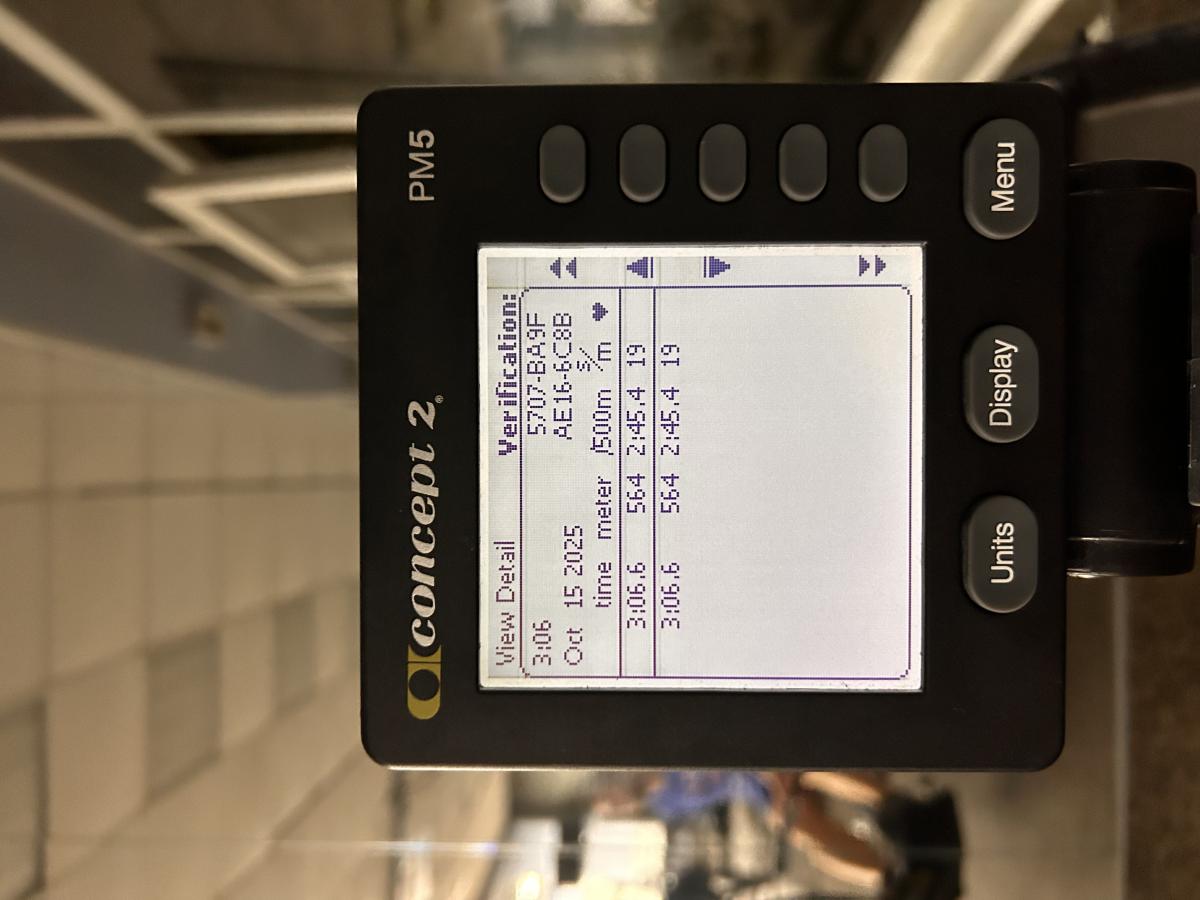 concept 2® PM5
View Detail Verification:
3:06 5707-BA9F
Oct 15 2025 AE16-6C8B
time meter /500m s/m ♥
3:06.6 564 2:45.4 19
3:06.6 564 2:45.4 19
Units Display Menu